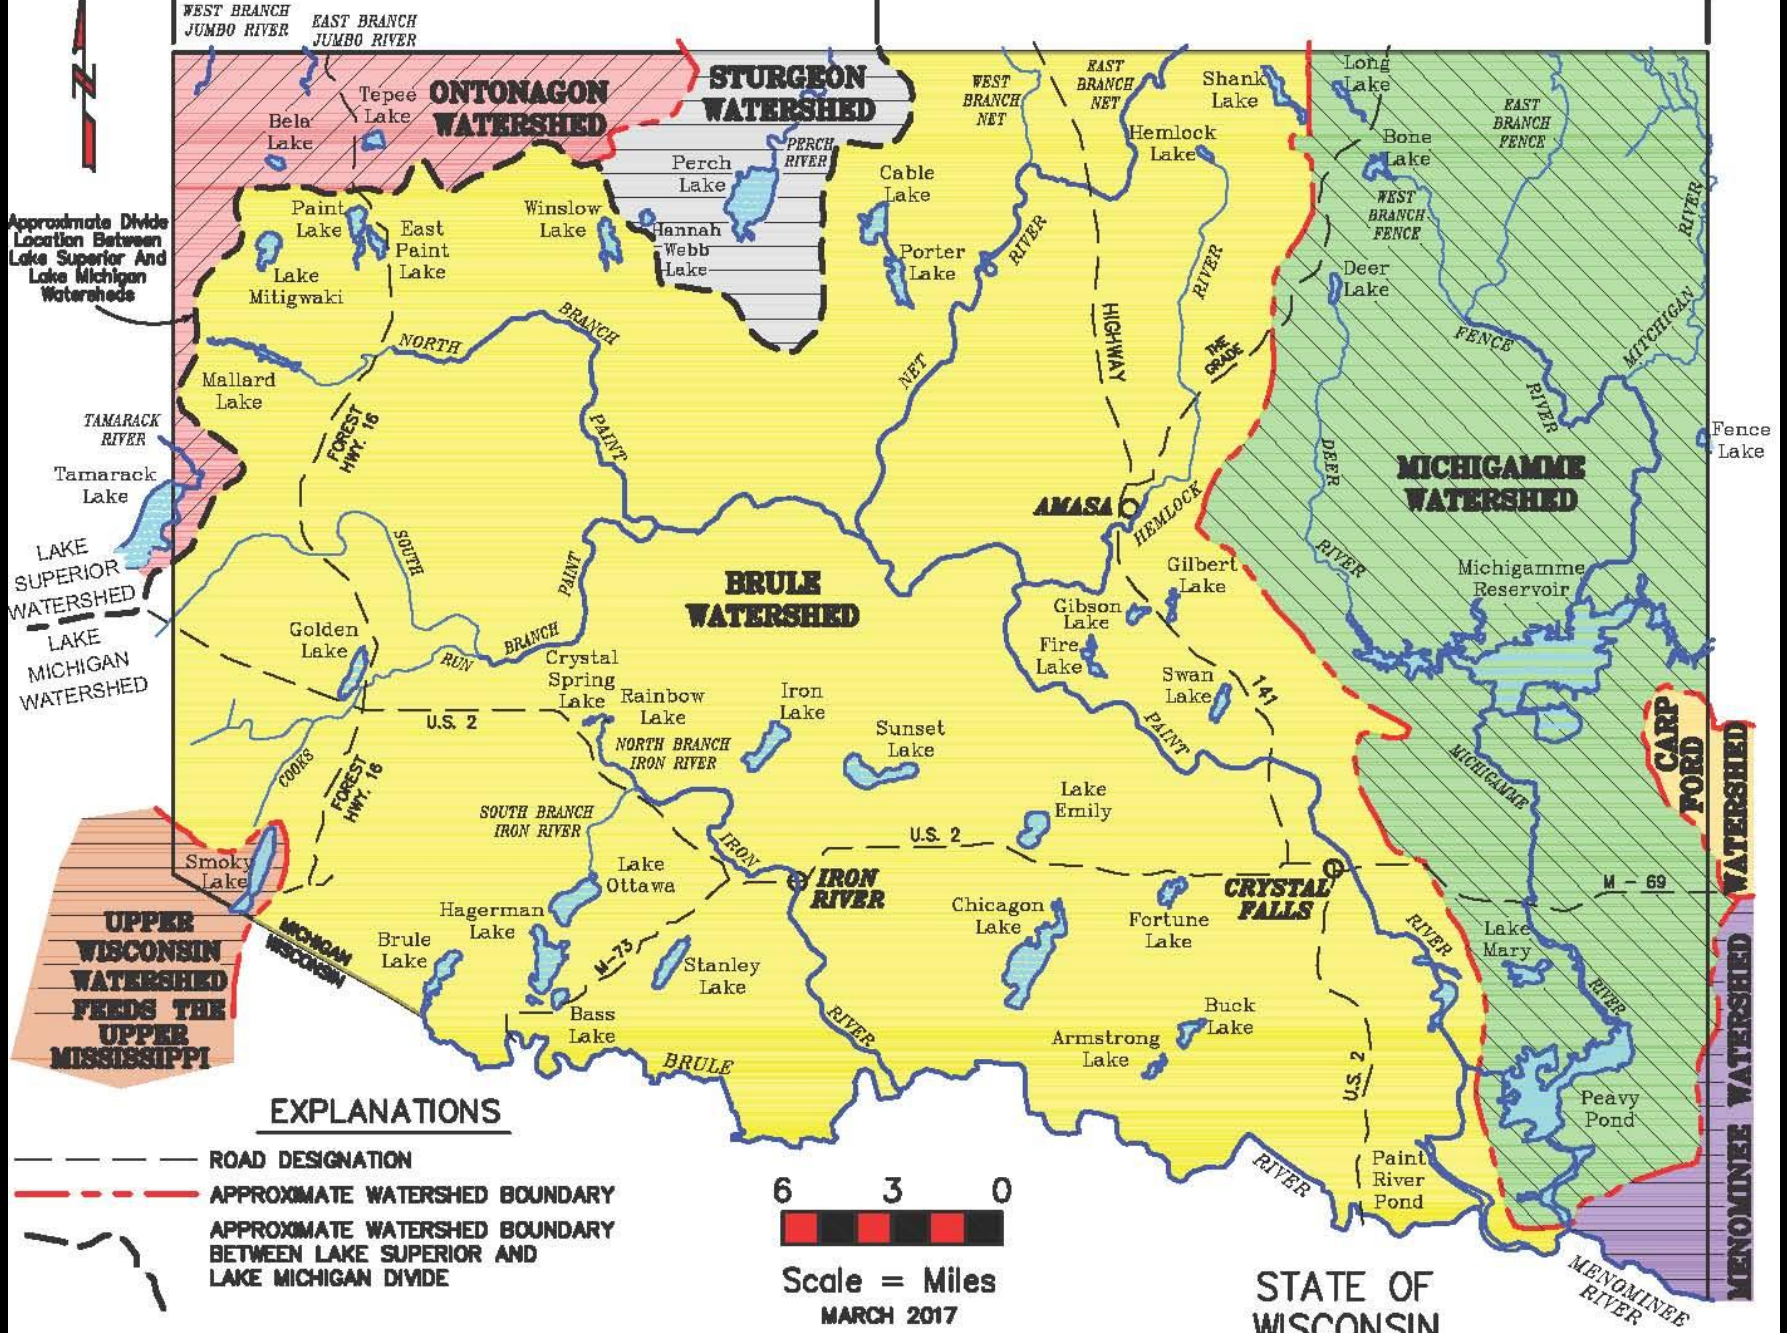 WEST BRANCH
JUMBO RIVER
EAST BRANCH
JUMBO RIVER
N
ONTONAGON
WATERSHED
Tepee
Lake
Bela
Lake
STURGEON
WATERSHED
PERCH
RIVER
Perch
Lake
Hannah
Webb
Lake
WEST
BRANCH
NET
EAST
BRANCH
NET
Shank
Lake
Hemlock
Lake
Long
Lake
Bone
Lake
EAST
BRANCH
FENCE
WEST
BRANCH
FENCE
RIVER
MITCHIGAN
Approximate Divide
Location Between
Lake Superior And
Lake Michigan
Watersheds
Paint
Lake
East
Paint
Lake
Lake
Mitigwaki
Winslow
Lake
Cable
Lake
Porter
Lake
RIVER
NET
HIGHWAY
RIVER
THE
GRADE
Deer
Lake
FENCE
RIVER
Fence
Lake
NORTH
BRANCH
PAINT
Mallard
Lake
FOREST
HWY. 16
TAMARACK
RIVER
Tamarack
Lake
LAKE
SUPERIOR
WATERSHED
LAKE
MICHIGAN
WATERSHED
MICHIGAMME
WATERSHED
DEER
RIVER
AMASA
HEMLOCK
Gilbert
Lake
Gibson
Lake
Fire
Lake
Swan
Lake
141
Michigamme
Reservoir
SOUTH
PAINT
BRANCH
RUN
BRULE
WATERSHED
Golden
Lake
Crystal
Spring
Lake
Rainbow
Lake
Iron
Lake
Sunset
Lake
U.S. 2
NORTH BRANCH
IRON RIVER
COOKS
FOREST
HWY. 16
SOUTH BRANCH
IRON RIVER
PAINT
MICHIGAMME
CARP
FORD
WATERSHED
Lake
Emily
U.S. 2
IRON
IRON
RIVER
Smoky
Lake
Lake
Ottawa
Hagerman
Lake
Brule
Lake
M-73
Stanley
Lake
Bass
Lake
Chicagon
Lake
Fortune
Lake
CRYSTAL
FALLS
M - 69
RIVER
Lake
Mary
RIVER
UPPER
WISCONSIN
WATERSHED
FEEDS THE
UPPER
MISSISSIPPI
MICHIGAN
WISCONSIN
RIVER
BRULE
Buck
Lake
Armstrong
Lake
U.S. 2
Peavy
Pond
Paint
River
Pond
RIVER
MENOMINEE WATERSHED
MENOMINEE
RIVER
EXPLANATIONS
ROAD DESIGNATION
APPROXIMATE WATERSHED BOUNDARY
APPROXIMATE WATERSHED BOUNDARY
BETWEEN LAKE SUPERIOR AND
LAKE MICHIGAN DIVIDE
6 3 0
Scale = Miles
MARCH 2017
STATE OF
WISCONSIN